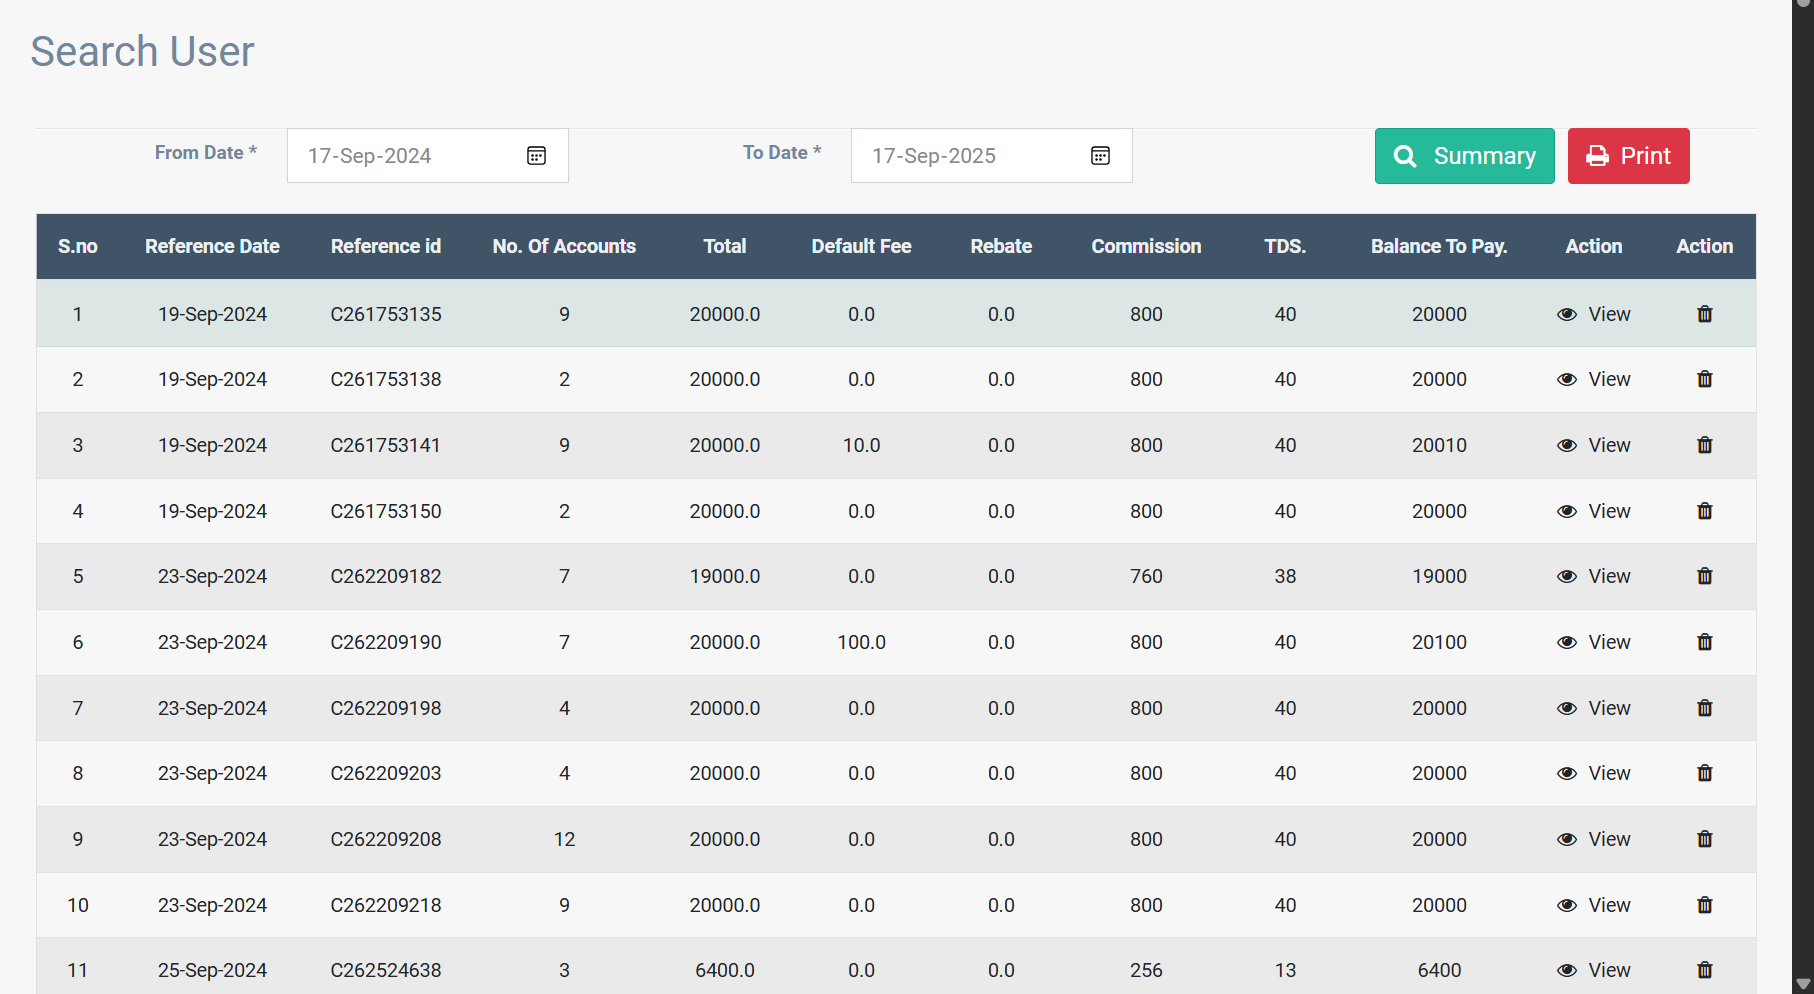 Search User
From Date * 17-Sep-2024 To Date * 17-Sep-2025 Summary Print
S.no Reference Date Reference id No. Of Accounts Total Default Fee Rebate Commission TDS. Balance To Pay. Action Action
1 19-Sep-2024 C261753135 9 20000.0 0.0 0.0 800 40 20000 View
2 19-Sep-2024 C261753138 2 20000.0 0.0 0.0 800 40 20000 View
3 19-Sep-2024 C261753141 9 20000.0 10.0 0.0 800 40 20010 View
4 19-Sep-2024 C261753150 2 20000.0 0.0 0.0 800 40 20000 View
5 23-Sep-2024 C262209182 7 19000.0 0.0 0.0 760 38 19000 View
6 23-Sep-2024 C262209190 7 20000.0 100.0 0.0 800 40 20100 View
7 23-Sep-2024 C262209198 4 20000.0 0.0 0.0 800 40 20000 View
8 23-Sep-2024 C262209203 4 20000.0 0.0 0.0 800 40 20000 View
9 23-Sep-2024 C262209208 12 20000.0 0.0 0.0 800 40 20000 View
10 23-Sep-2024 C262209218 9 20000.0 0.0 0.0 800 40 20000 View
11 25-Sep-2024 C262524638 3 6400.0 0.0 0.0 256 13 6400 View